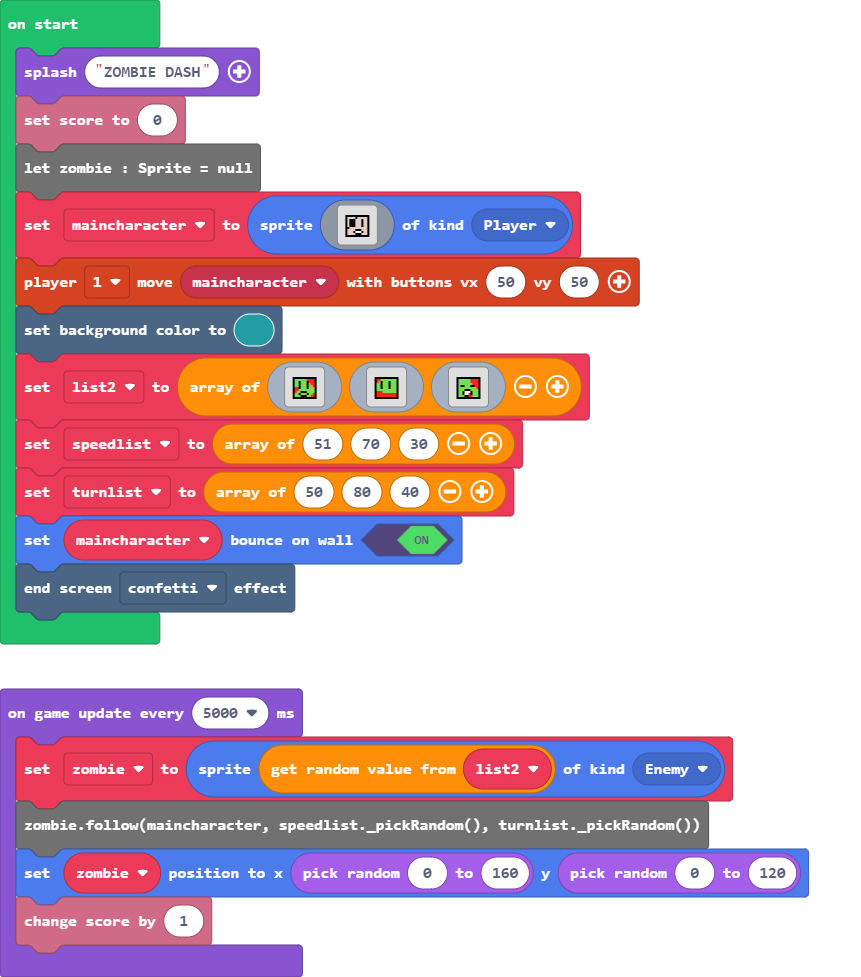 on start
splash "ZOMBIE DASH"
set score to 0
let zombie : Sprite = null
set maincharacter to sprite of kind Player
player 1 move maincharacter with buttons vx 50 vy 50
set background color to
set list2 to array of
set speedlist to array of 51 70 30
set turnlist to array of 50 80 40
set maincharacter bounce on wall ON
end screen confetti effect
on game update every 5000 ms
set zombie to sprite get random value from list2 of kind Enemy
zombie.follow(maincharacter, speedlist._pickRandom(), turnlist._pickRandom())
set zombie position to x pick random 0 to 160 y pick random 0 to 120
change score by 1